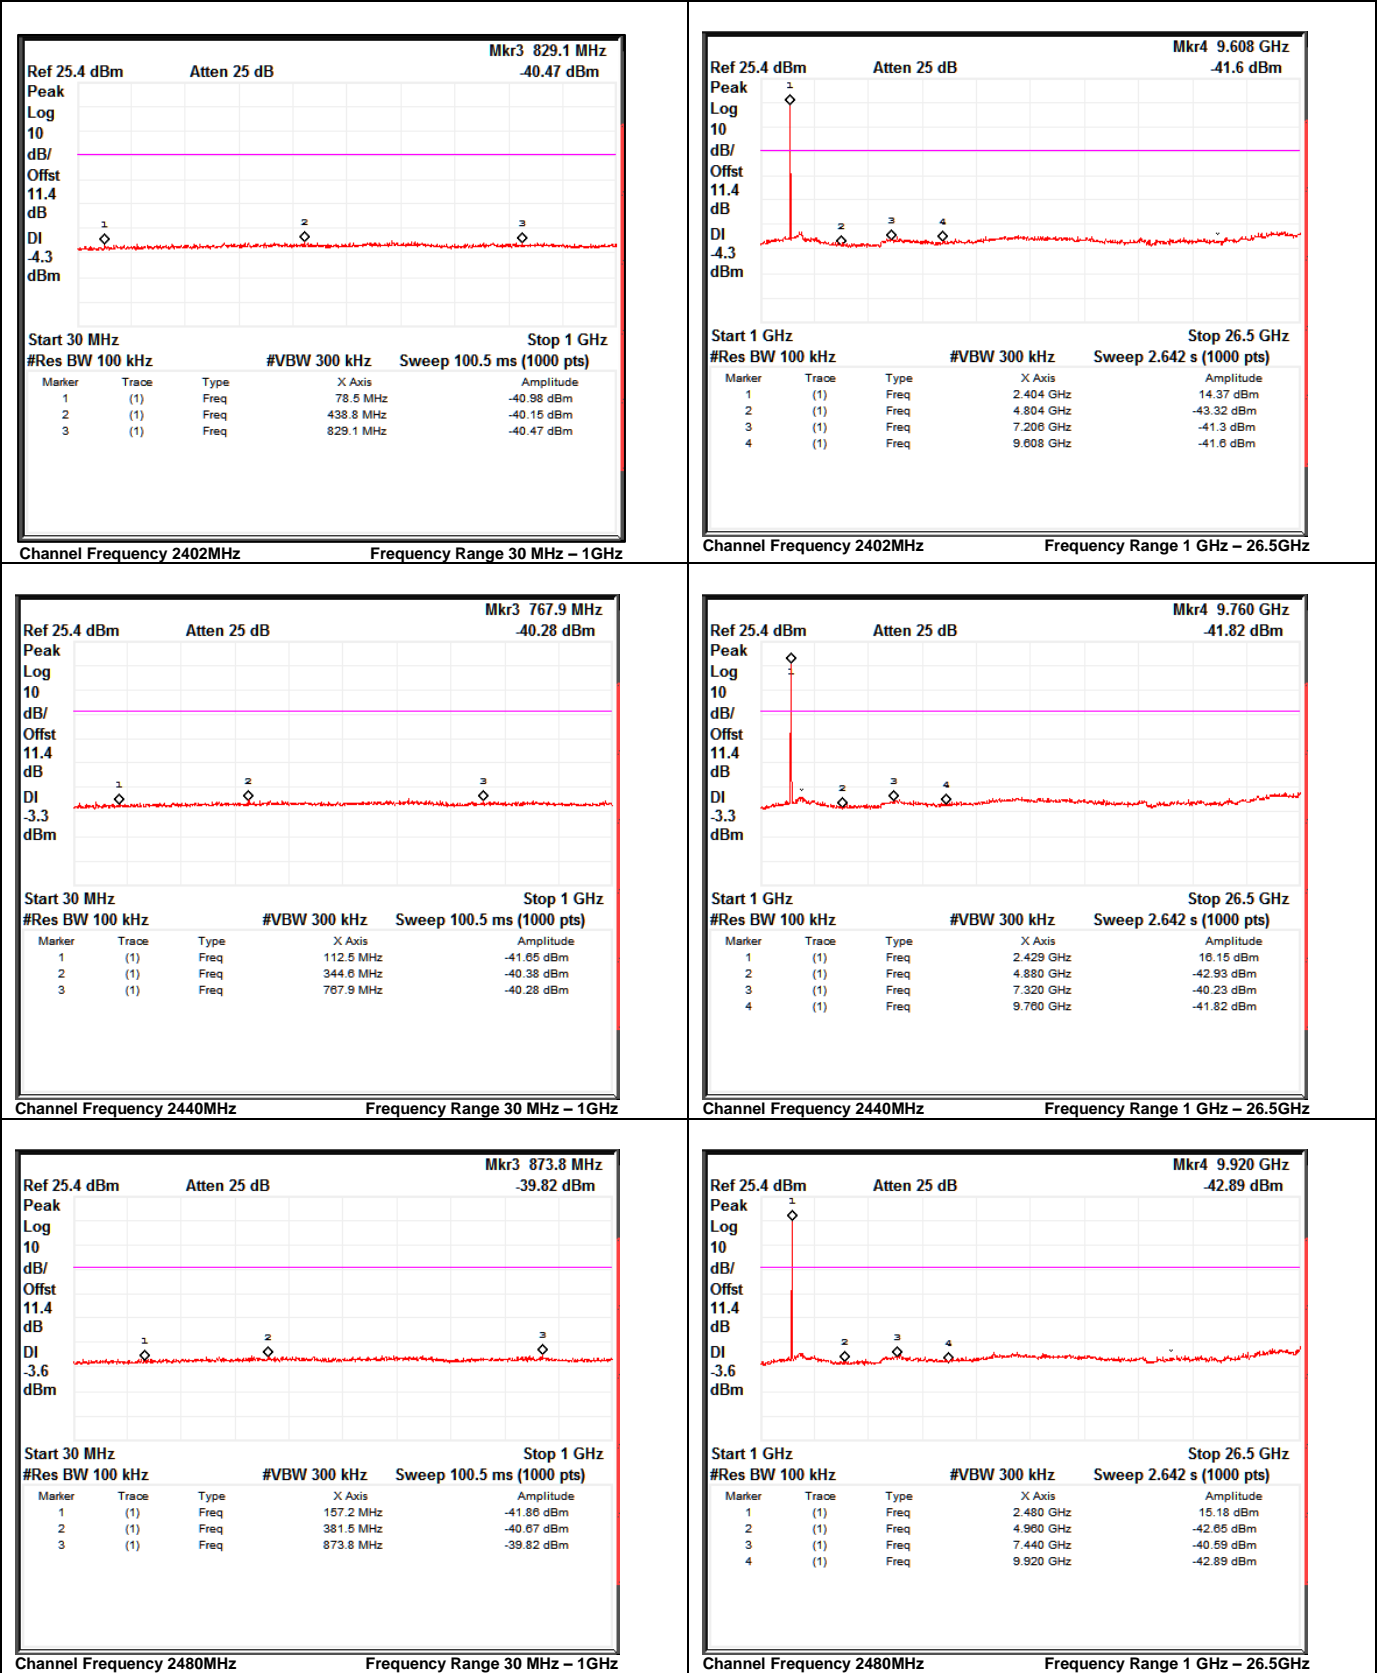 Mkr3 829.1 MHz
Ref 25.4 dBm Atten 25 dB -40.47 dBm
Peak
Log
10
dB/
Offst
11.4
dB
DI
-4.3
dBm
1 2 3
Start 30 MHz Stop 1 GHz
#Res BW 100 kHz #VBW 300 kHz Sweep 100.5 ms (1000 pts)
Marker Trace Type X Axis Amplitude
1 (1) Freq 78.5 MHz -40.98 dBm
2 (1) Freq 438.8 MHz -40.15 dBm
3 (1) Freq 829.1 MHz -40.47 dBm
Channel Frequency 2402MHz Frequency Range 30 MHz – 1GHz
Mkr4 9.608 GHz
Ref 25.4 dBm Atten 25 dB -41.6 dBm
Peak
Log
10
dB/
Offst
11.4
dB
DI
-4.3
dBm
1 2 3 4
Start 1 GHz Stop 26.5 GHz
#Res BW 100 kHz #VBW 300 kHz Sweep 2.642 s (1000 pts)
Marker Trace Type X Axis Amplitude
1 (1) Freq 2.404 GHz 14.37 dBm
2 (1) Freq 4.804 GHz -43.32 dBm
3 (1) Freq 7.206 GHz -41.3 dBm
4 (1) Freq 9.608 GHz -41.6 dBm
Channel Frequency 2402MHz Frequency Range 1 GHz – 26.5GHz
Mkr3 767.9 MHz
Ref 25.4 dBm Atten 25 dB -40.28 dBm
Peak
Log
10
dB/
Offst
11.4
dB
DI
-3.3
dBm
1 2 3
Start 30 MHz Stop 1 GHz
#Res BW 100 kHz #VBW 300 kHz Sweep 100.5 ms (1000 pts)
Marker Trace Type X Axis Amplitude
1 (1) Freq 112.5 MHz -41.65 dBm
2 (1) Freq 344.6 MHz -40.38 dBm
3 (1) Freq 767.9 MHz -40.28 dBm
Channel Frequency 2440MHz Frequency Range 30 MHz – 1GHz
Mkr4 9.760 GHz
Ref 25.4 dBm Atten 25 dB -41.82 dBm
Peak
Log
10
dB/
Offst
11.4
dB
DI
-3.3
dBm
1 2 3 4
Start 1 GHz Stop 26.5 GHz
#Res BW 100 kHz #VBW 300 kHz Sweep 2.642 s (1000 pts)
Marker Trace Type X Axis Amplitude
1 (1) Freq 2.429 GHz 16.15 dBm
2 (1) Freq 4.880 GHz -42.93 dBm
3 (1) Freq 7.320 GHz -40.23 dBm
4 (1) Freq 9.760 GHz -41.82 dBm
Channel Frequency 2440MHz Frequency Range 1 GHz – 26.5GHz
Mkr3 873.8 MHz
Ref 25.4 dBm Atten 25 dB -39.82 dBm
Peak
Log
10
dB/
Offst
11.4
dB
DI
-3.6
dBm
1 2 3
Start 30 MHz Stop 1 GHz
#Res BW 100 kHz #VBW 300 kHz Sweep 100.5 ms (1000 pts)
Marker Trace Type X Axis Amplitude
1 (1) Freq 157.2 MHz -41.86 dBm
2 (1) Freq 381.5 MHz -40.67 dBm
3 (1) Freq 873.8 MHz -39.82 dBm
Channel Frequency 2480MHz Frequency Range 30 MHz – 1GHz
Mkr4 9.920 GHz
Ref 25.4 dBm Atten 25 dB -42.89 dBm
Peak
Log
10
dB/
Offst
11.4
dB
DI
-3.6
dBm
1 2 3 4
Start 1 GHz Stop 26.5 GHz
#Res BW 100 kHz #VBW 300 kHz Sweep 2.642 s (1000 pts)
Marker Trace Type X Axis Amplitude
1 (1) Freq 2.480 GHz 15.18 dBm
2 (1) Freq 4.960 GHz -42.65 dBm
3 (1) Freq 7.440 GHz -40.59 dBm
4 (1) Freq 9.920 GHz -42.89 dBm
Channel Frequency 2480MHz Frequency Range 1 GHz – 26.5GHz